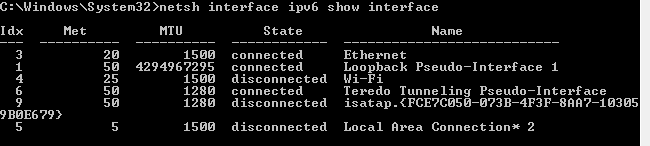 C:\Windows\System32>netsh interface ipv6 show interface
Idx Met MTU State Name
--- ---------- ---------- ------------ ---------------------------
3 20 1500 connected Ethernet
1 50 4294967295 connected Loopback Pseudo-Interface 1
4 25 1500 disconnected Wi-Fi
6 50 1280 connected Teredo Tunneling Pseudo-Interface
9 50 1280 disconnected isatap.{FCE7C050-073B-4F3F-8AA7-10305
9B0E679}
5 5 1500 disconnected Local Area Connection* 2